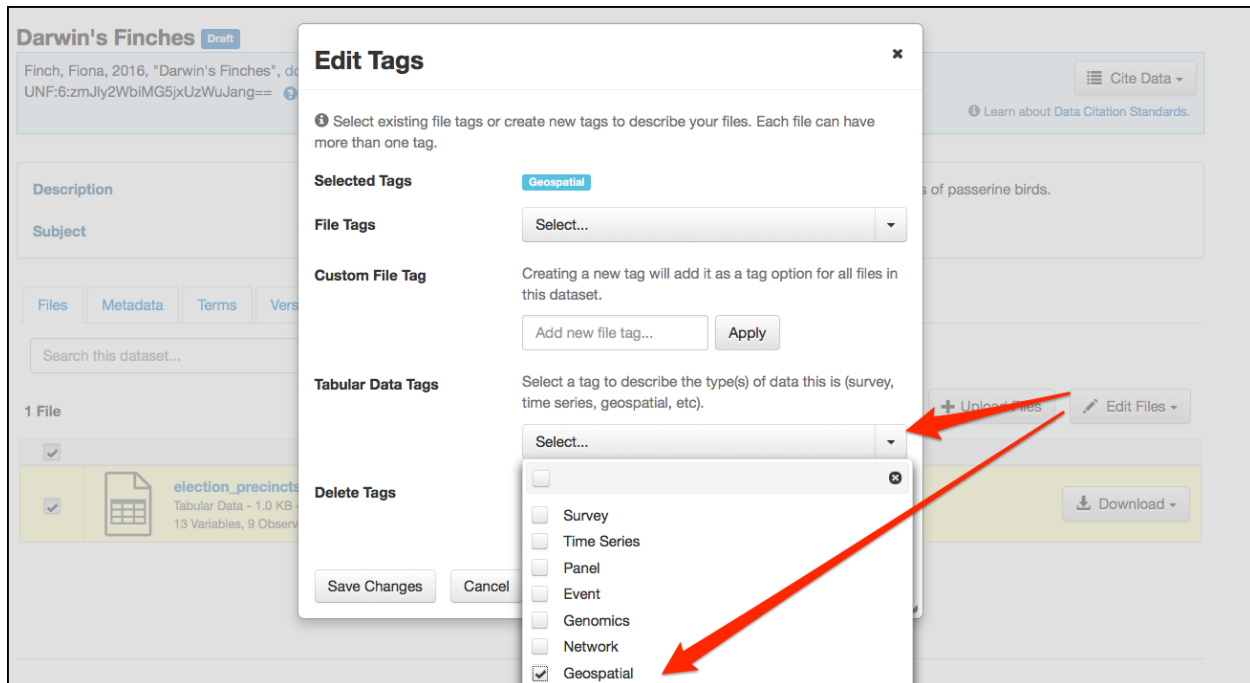 Darwin's Finches Draft
Finch, Fiona, 2016, "Darwin's Finches",
UNF:6:zmJly2WbiMG5jxUzWuJang==
Cite Data
Learn about Data Citation Standards.
Description
s of passerine birds.
Subject
Files Metadata Terms Vers
Search this dataset...
1 File
Upload Files
Edit Files
election_precincts
Tabular Data - 1.0 KB -
13 Variables, 9 Observ
Download
Edit Tags
Select existing file tags or create new tags to describe your files. Each file can have
more than one tag.
Selected Tags Geospatial
File Tags Select...
Custom File Tag Creating a new tag will add it as a tag option for all files in
this dataset.
Add new file tag... Apply
Tabular Data Tags Select a tag to describe the type(s) of data this is (survey,
time series, geospatial, etc).
Select...
Delete Tags
Survey
Time Series
Panel
Event
Genomics
Network
Geospatial
Save Changes Cancel